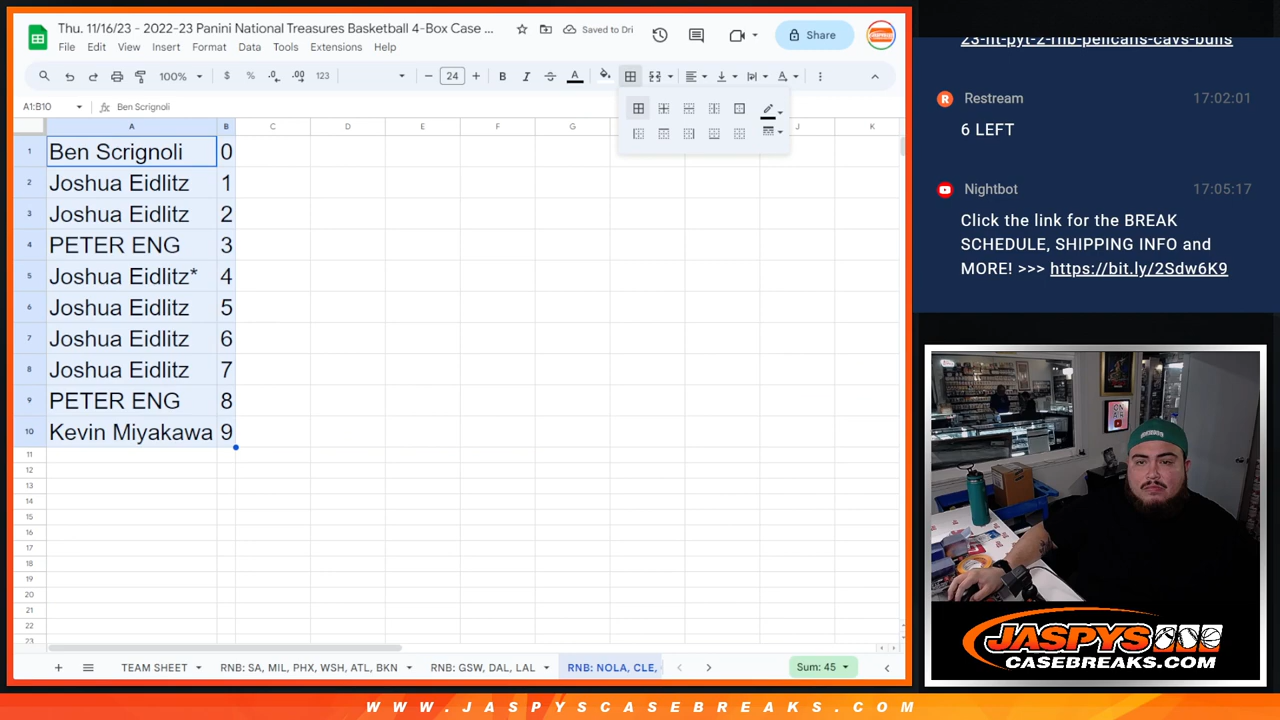 Thu. 11/16/23 - 2022-23 Panini National Treasures Basketball 4-Box Case ...
Saved to Dri
Share
File Edit View Insert Format Data Tools Extensions Help
100% $ % .0 .00 123 24 B I A
A1:B10 Ben Scrignoli
A B C D E F G J K
1 Ben Scrignoli 0
2 Joshua Eidlitz 1
3 Joshua Eidlitz 2
4 PETER ENG 3
5 Joshua Eidlitz* 4
6 Joshua Eidlitz 5
7 Joshua Eidlitz 6
8 Joshua Eidlitz 7
9 PETER ENG 8
10 Kevin Miyakawa 9
11
12
13
14
15
16
17
18
19
20
21
22
23
TEAM SHEET RNB: SA, MIL, PHX, WSH, ATL, BKN RNB: GSW, DAL, LAL RNB: NOLA, CLE, Sum: 45
23-nt-pyt-2-rnb-pelicans-cavs-bulls
Restream 17:02:01
6 LEFT
Nightbot 17:05:17
Click the link for the BREAK
SCHEDULE, SHIPPING INFO and
MORE! >>> https://bit.ly/2Sdw6K9
ON AIR
JASPYS
CASEBREAKS.COM
WWW.JASPYSCASEBREAKS.COM